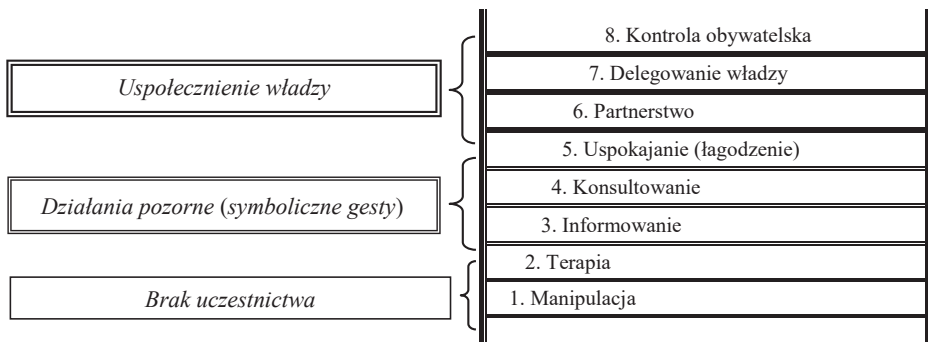 8. Kontrola obywatelska
7. Delegowanie władzy
Uspołecznienie władzy
6. Partnerstwo
5. Uspokajanie (łagodzenie)
4. Konsultowanie
Działania pozorne (symboliczne gesty)
3. Informowanie
2. Terapia
Brak uczestnictwa
1. Manipulacja